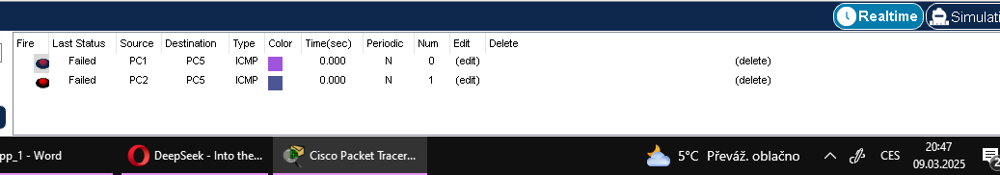 Realtime Simulati
Fire Last Status Source Destination Type Color Time(sec) Periodic Num Edit Delete
Failed PC1 PC5 ICMP 0.000 N 0 (edit) (delete)
Failed PC2 PC5 ICMP 0.000 N 1 (edit) (delete)
pp_1 - Word DeepSeek - Into the... Cisco Packet Tracer... 5°C Převáž. oblačno CES 20:47
09.03.2025 2